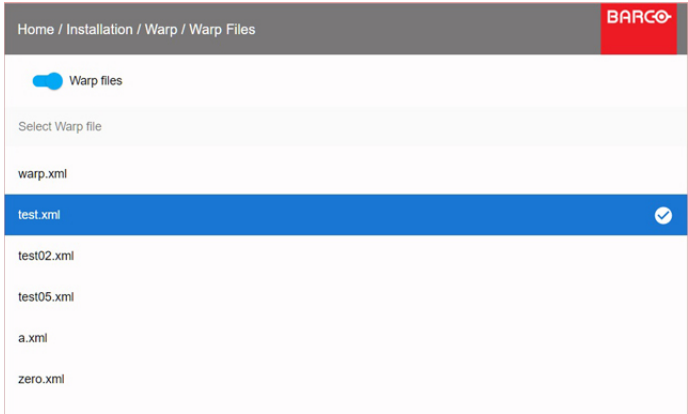 Home / Installation / Warp / Warp Files
BARCO
Warp files
Select Warp file
warp.xml
test.xml
test02.xml
test05.xml
a.xml
zero.xml